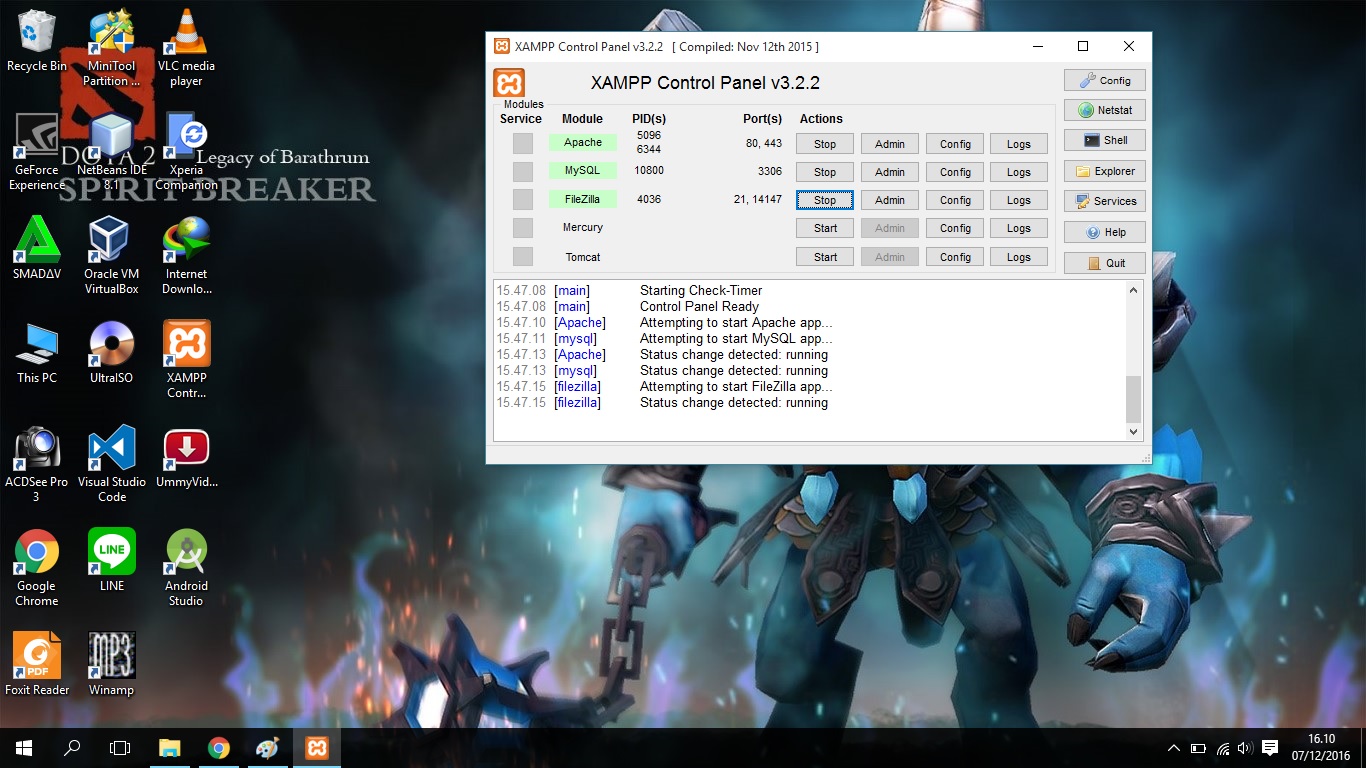 Recycle Bin
MiniTool
Partition ...
VLC media
player
DOTA 2
Legacy of Barathrum
SPIRIT BREAKER
GeForce
Experience
NetBeans IDE
8.1
Xperia
Companion
SMADΔV
Oracle VM
VirtualBox
Internet
Downlo...
This PC
UltraISO
XAMPP
Contr...
ACDSee Pro
3
Visual Studio
Code
UmmyVid...
Google
Chrome
LINE
LINE
Android
Studio
PDF
Foxit Reader
MP3
Winamp
XAMPP Control Panel v3.2.2 [ Compiled: Nov 12th 2015 ]
XAMPP Control Panel v3.2.2
Config
Modules
Service Module PID(s) Port(s) Actions
Netstat
Apache 5096
6344 80, 443 Stop Admin Config Logs
Shell
MySQL 10800 3306 Stop Admin Config Logs
Explorer
FileZilla 4036 21, 14147 Stop Admin Config Logs
Services
Mercury Start Admin Config Logs
Help
Tomcat Start Admin Config Logs
Quit
15.47.08 [main] Starting Check-Timer
15.47.08 [main] Control Panel Ready
15.47.10 [Apache] Attempting to start Apache app...
15.47.11 [mysql] Attempting to start MySQL app...
15.47.13 [Apache] Status change detected: running
15.47.13 [mysql] Status change detected: running
15.47.15 [filezilla] Attempting to start FileZilla app...
15.47.15 [filezilla] Status change detected: running
16.10
07/12/2016